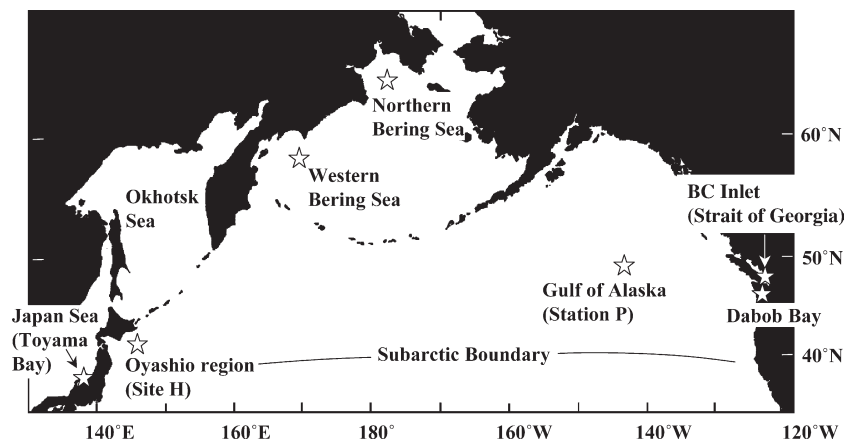 Northern
Bering Sea
60°N
Western
Bering Sea
Okhotsk
Sea
BC Inlet
(Strait of Georgia)
50°N
Gulf of Alaska
(Station P)
Japan Sea
(Toyama
Bay)
Dabob Bay
Oyashio region
(Site H)
Subarctic Boundary
40°N
140°E
160°E
180°
160°W
140°W
120°W